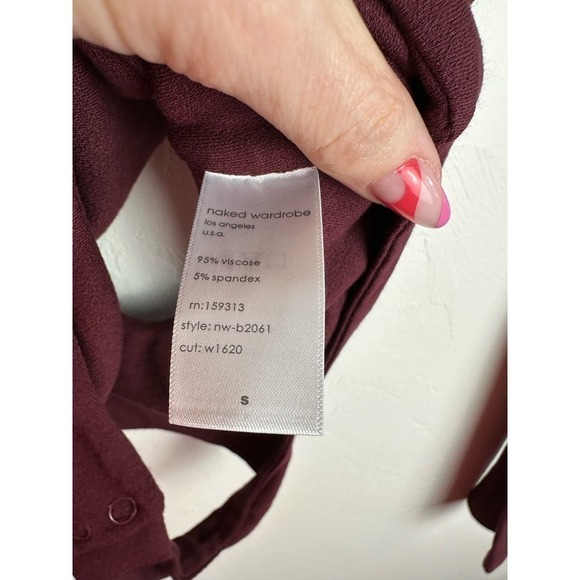 naked wardrobe
los angeles
u.s.a.
95% viscose
5% spandex
rn:159313
style: nw-b2061
cut: w1620
s